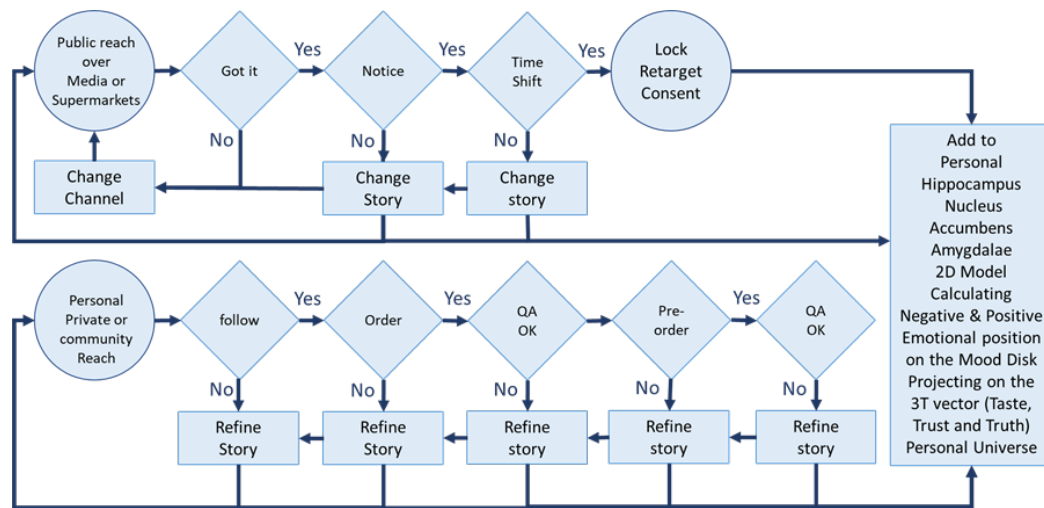 Public reach
over
Media or
Supermarkets
Got it
Yes
Notice
Yes
Time
Shift
Yes
Lock
Retarget
Consent
No
No
No
Change
Channel
Change
Story
Change
story
Add to
Personal
Hippocampus
Nucleus
Accumbens
Amygdalae
2D Model
Calculating
Negative & Positive
Emotional position
on the Mood Disk
Projecting on the
3T vector (Taste,
Trust and Truth)
Personal Universe
Personal
Private or
community
Reach
follow
Yes
Order
Yes
QA
OK
Pre-
order
Yes
QA
OK
No
No
No
No
No
Refine
Story
Refine
Story
Refine
story
Refine
story
Refine
story